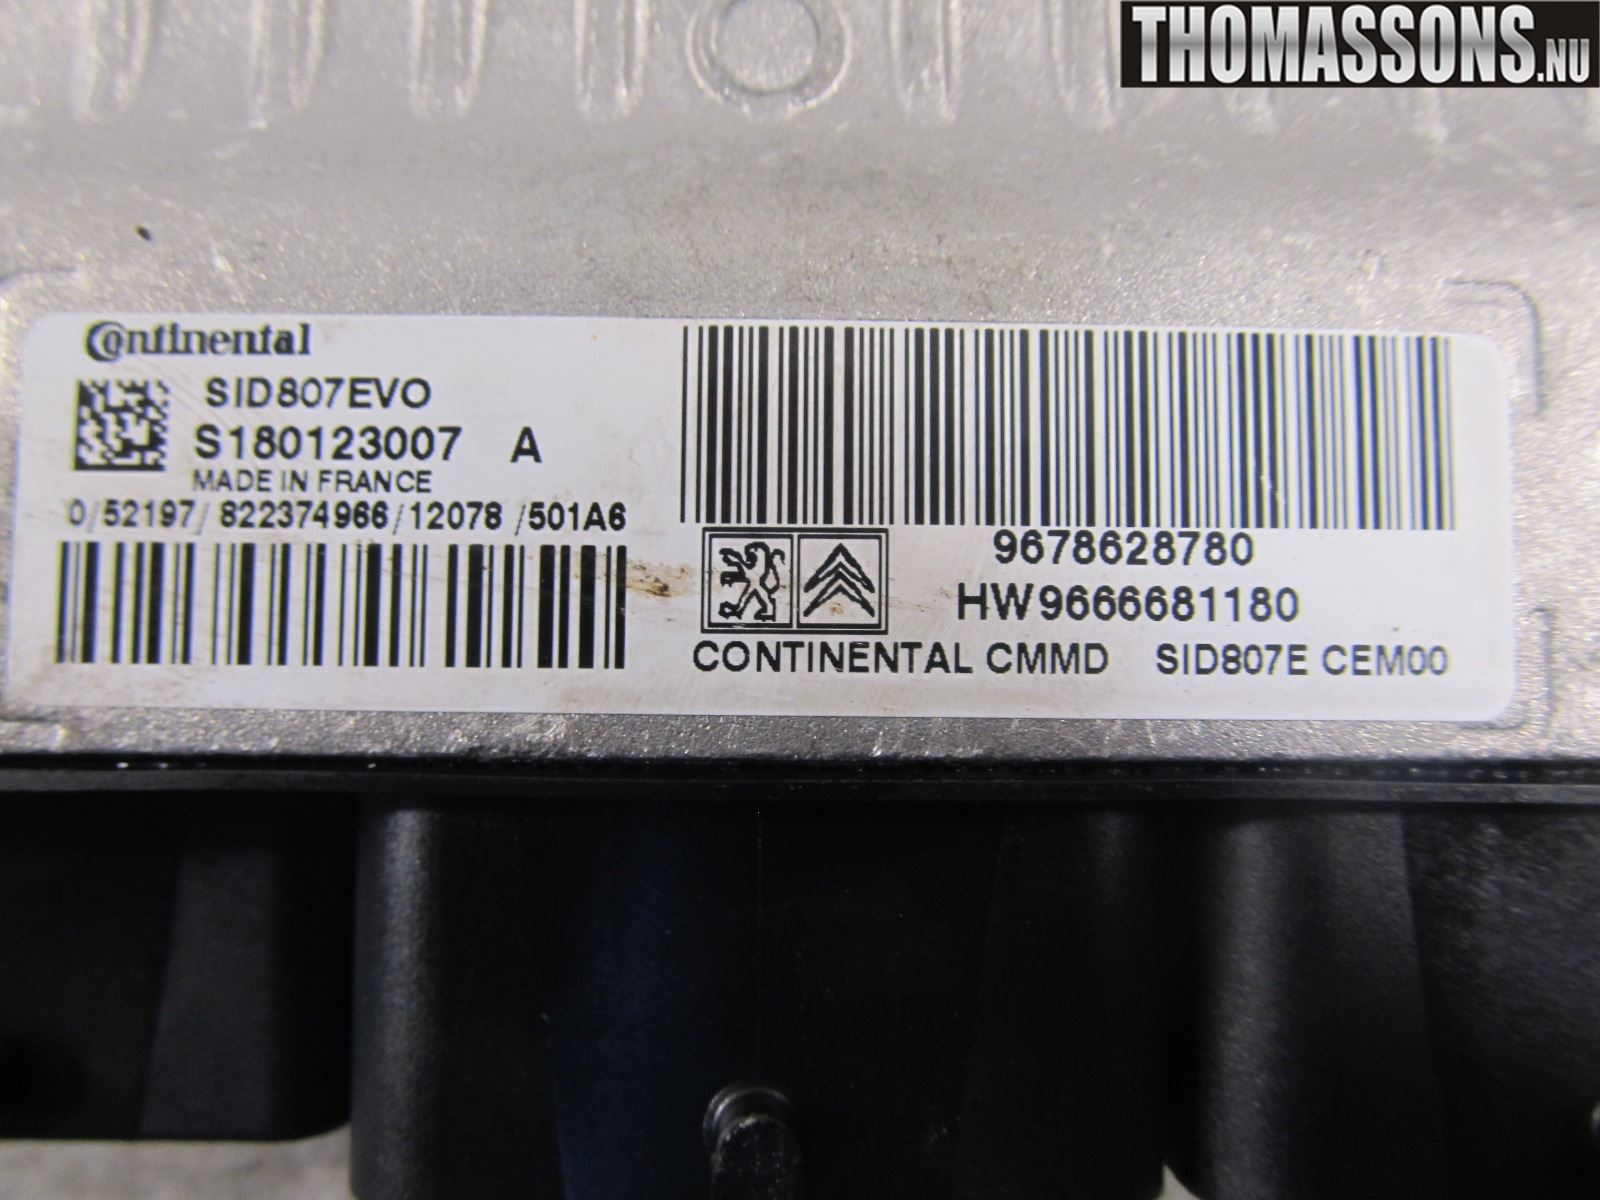 THOMASSONS.NU
Continental
SID807EVO
S180123007 A
MADE IN FRANCE
0/52197/822374966/12078/501A6
9678628780
HW9666681180
CONTINENTAL CMMD SID807E CEM00